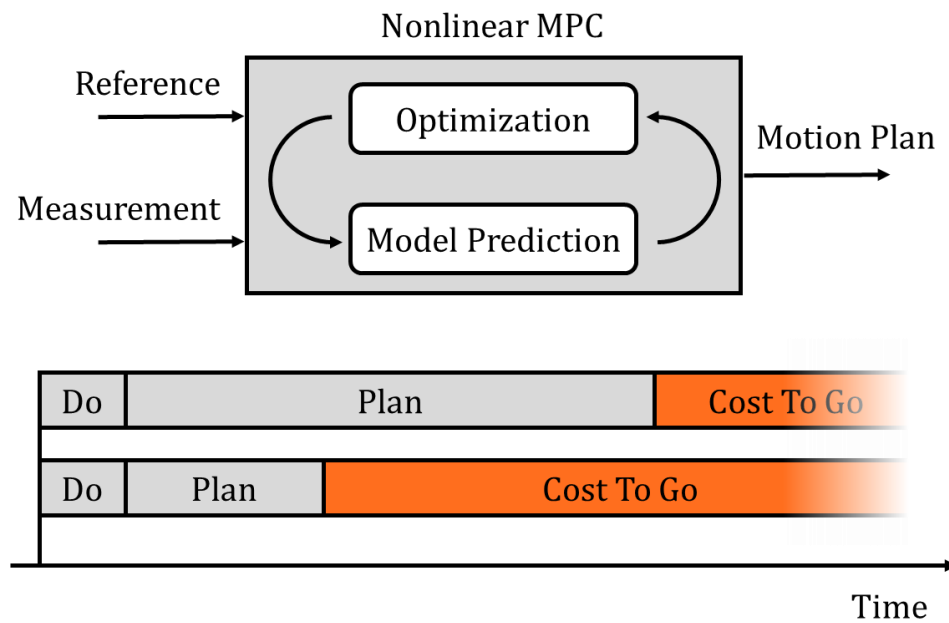 Nonlinear MPC
Reference
Optimization
Motion Plan
Measurement
Model Prediction
Do
Plan
Cost To Go
Do
Plan
Cost To Go
Time